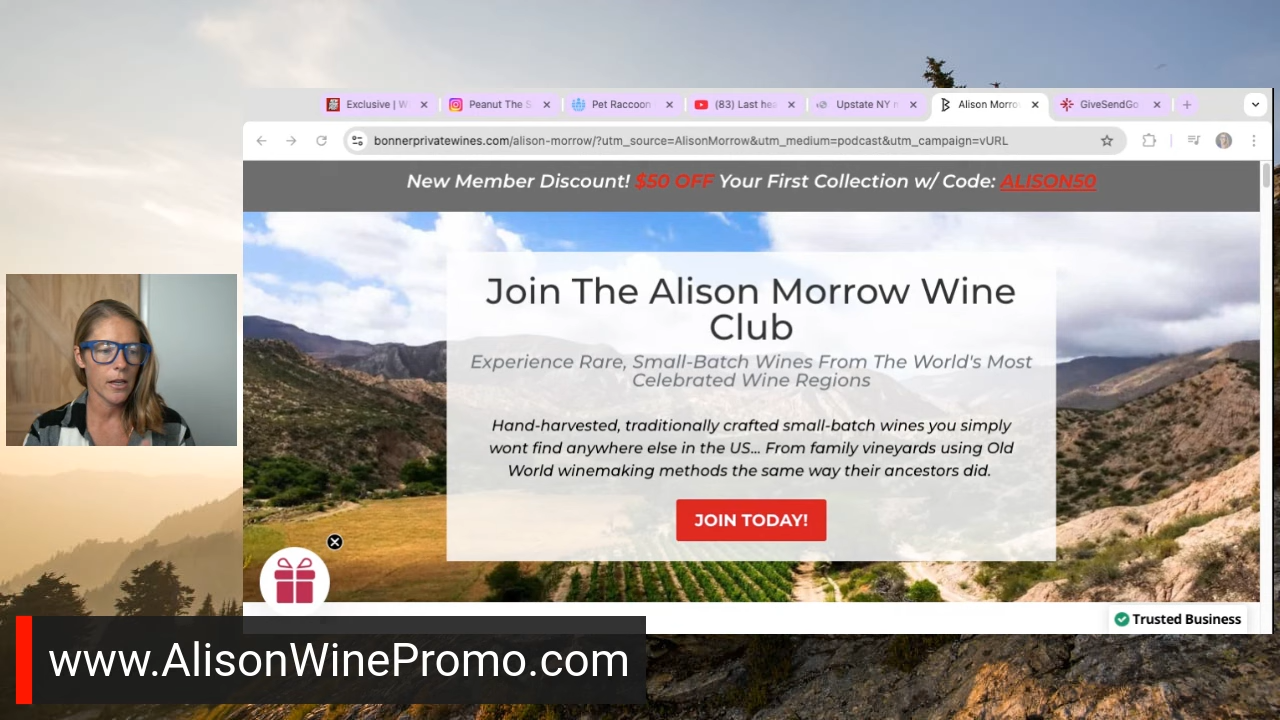 Exclusive | W
Peanut The S
Pet Raccoon
(83) Last hea
Upstate NY r
Alison Morro
GiveSendGo
bonnerprivatewines.com/alison-morrow/?utm_source=AlisonMorrow&utm_medium=podcast&utm_campaign=vURL
New Member Discount! $50 OFF Your First Collection w/ Code: ALISON50
Join The Alison Morrow Wine
Club
Experience Rare, Small-Batch Wines From The World's Most
Celebrated Wine Regions
Hand-harvested, traditionally crafted small-batch wines you simply
wont find anywhere else in the US... From family vineyards using Old
World winemaking methods the same way their ancestors did.
JOIN TODAY!
Trusted Business
www.AlisonWinePromo.com